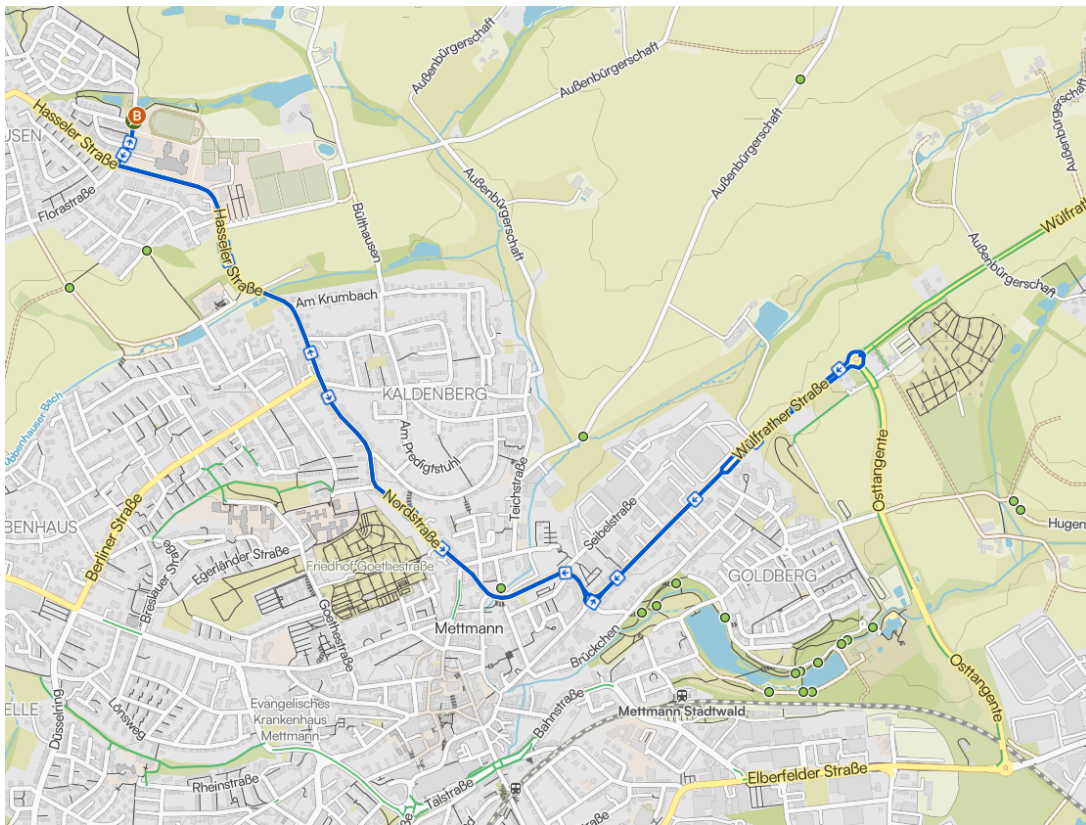 Außenbürgerschaft
Außenbürgerschaft
Außenbürgerschaft
Außenbürgerschaft
Hasseler Straße
B
USEN
Florastraße
Bülthausen
Außenbürgerschaft
Außenbürgerschaft
Wülfrath
Hasseler Straße
Am Krumbach
KALDENBERG
Wülfrather Straße
Am Predigtstuhl
Teichstraße
Osttangente
Berliner Straße
BENHAUS
Nordstraße
Seibelstraße
Hugen
Breslauer Straße
Egerländer Straße
Friedhof Goethestraße
GOLDBERG
Goethestraße
Mettmann
Brückchen
Osttangente
Düsselring
ELLE
Lönsweg
Evangelisches
Krankenhaus
Mettmann
Bahnstraße
Mettmann Stadtwald
Rheinstraße
Talstraße
Elberfelder Straße